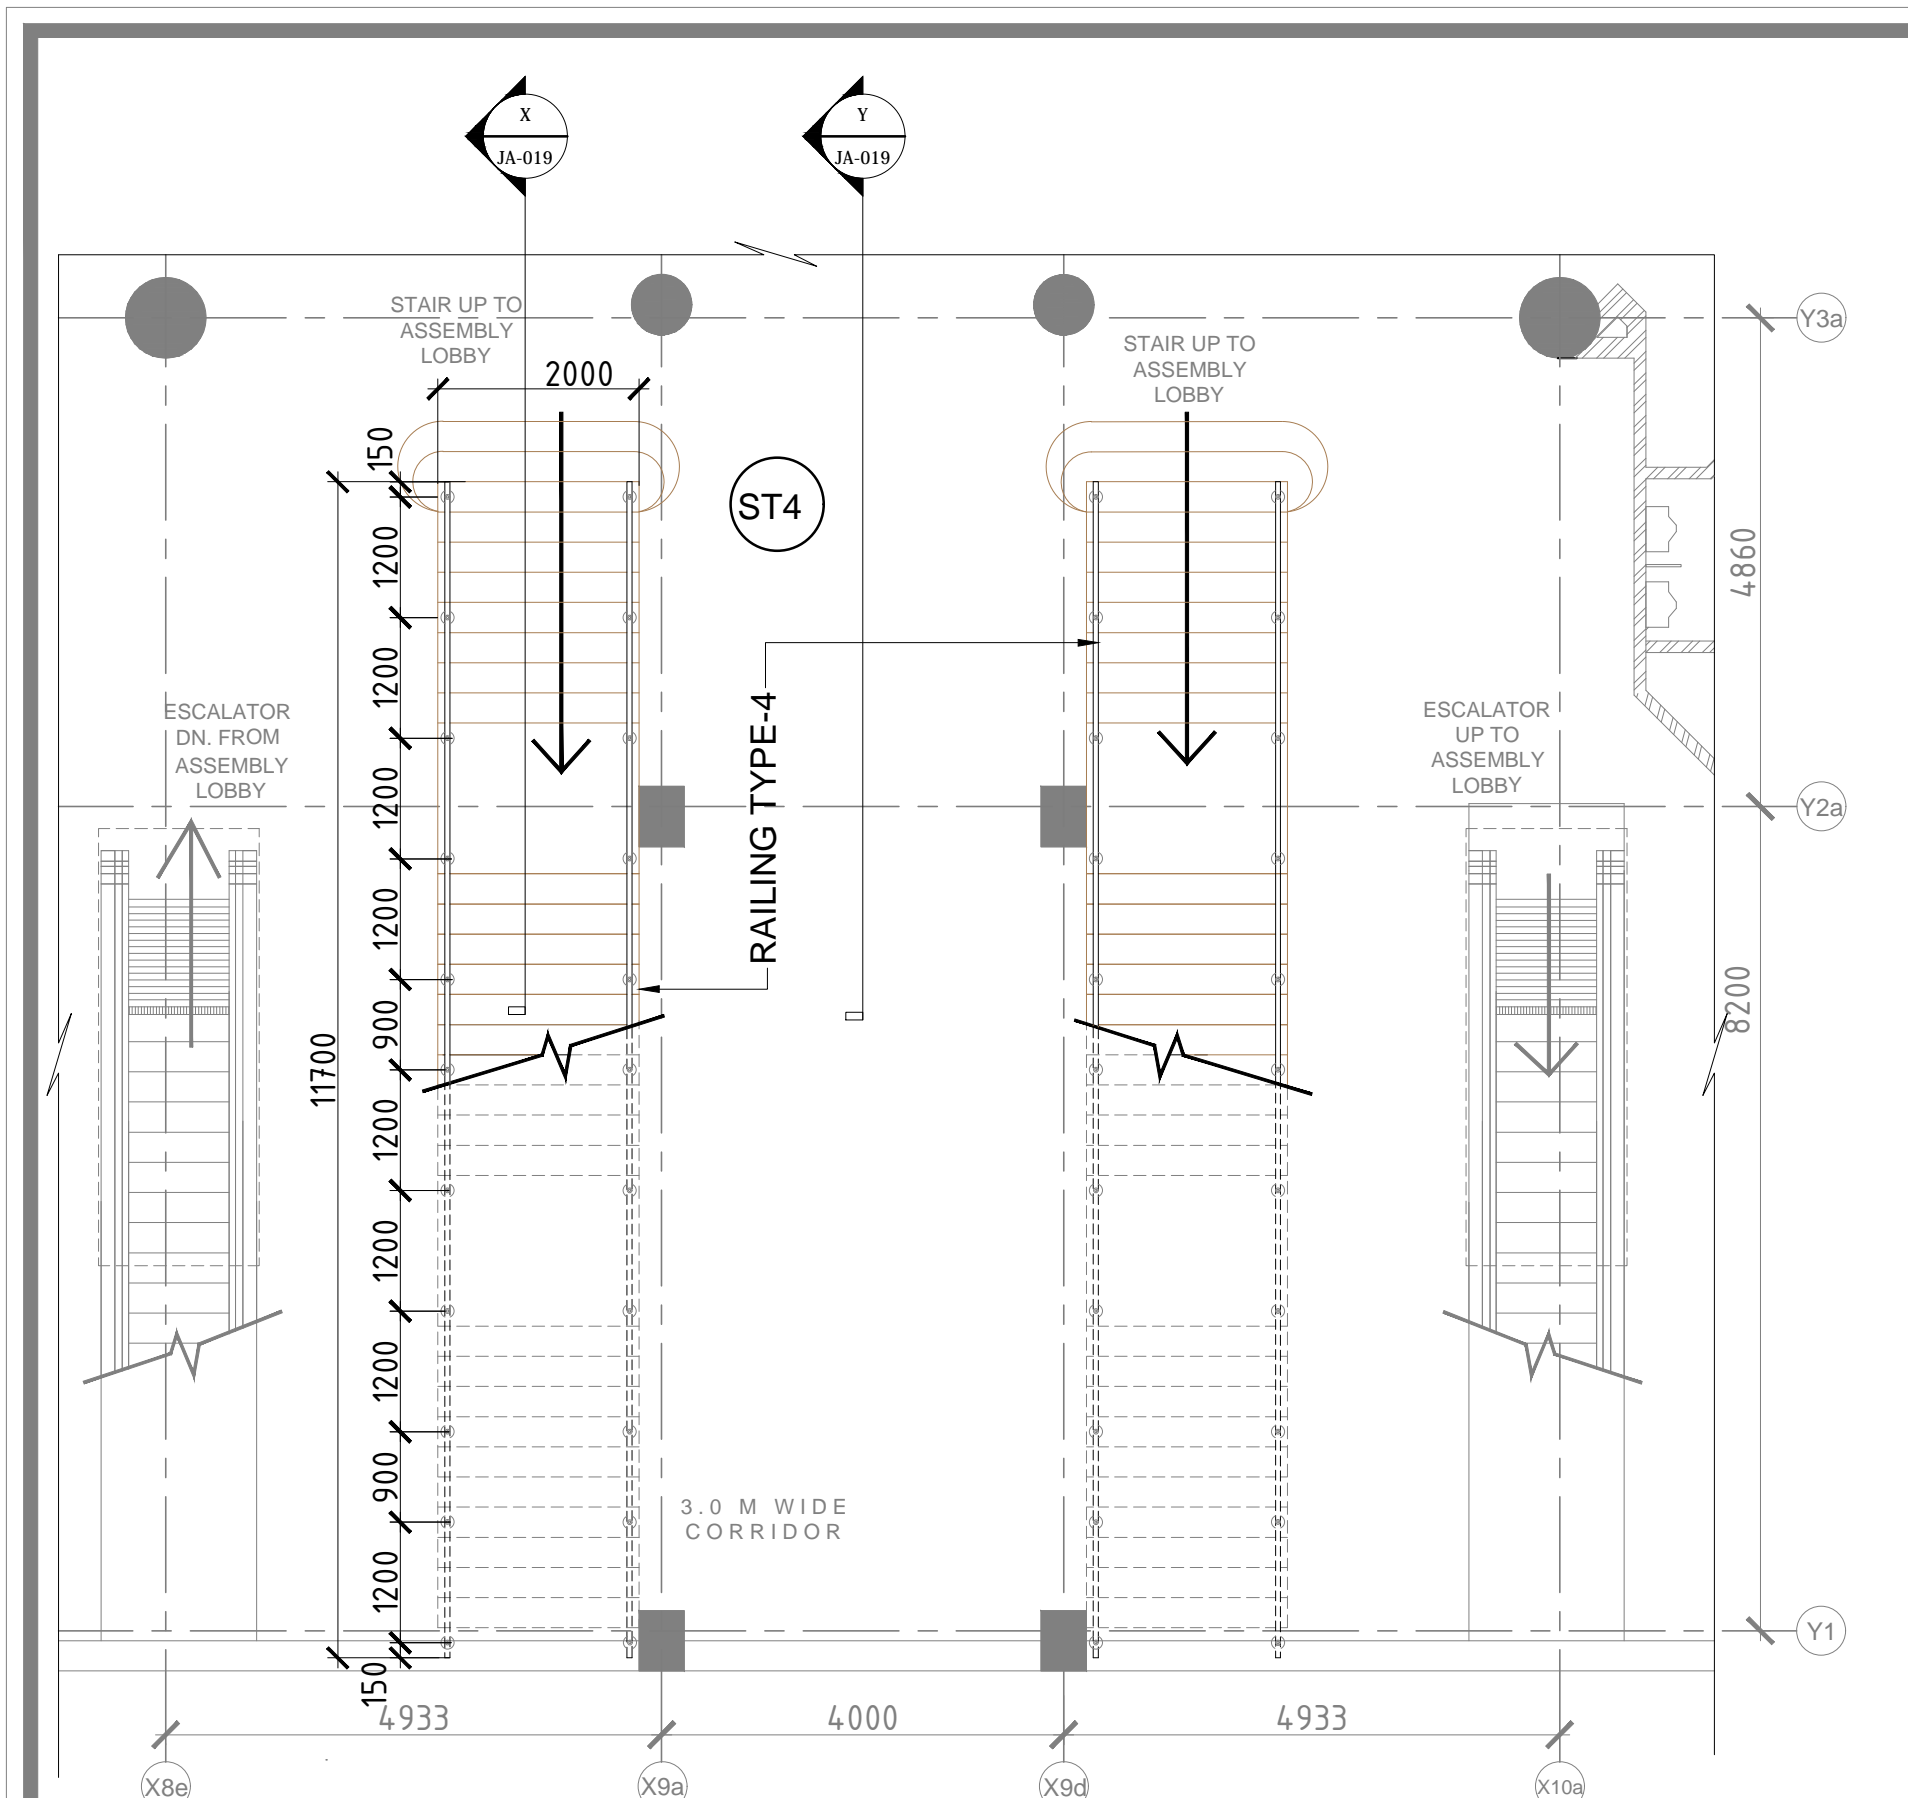 X
JA-019
Y
JA-019
STAIR UP TO
ASSEMBLY
LOBBY
STAIR UP TO
ASSEMBLY
LOBBY
2000
Y3a
150
ST4
1200
4860
1200
ESCALATOR
DN. FROM
ASSEMBLY
LOBBY
RAILING TYPE-4
ESCALATOR
UP TO
ASSEMBLY
LOBBY
1200
Y2a
1200
900
8200
11700
1200
1200
1200
900
3.0 M WIDE
CORRIDOR
1200
Y1
150
4933
4000
4933
X8e
X9a
X9d
X10a